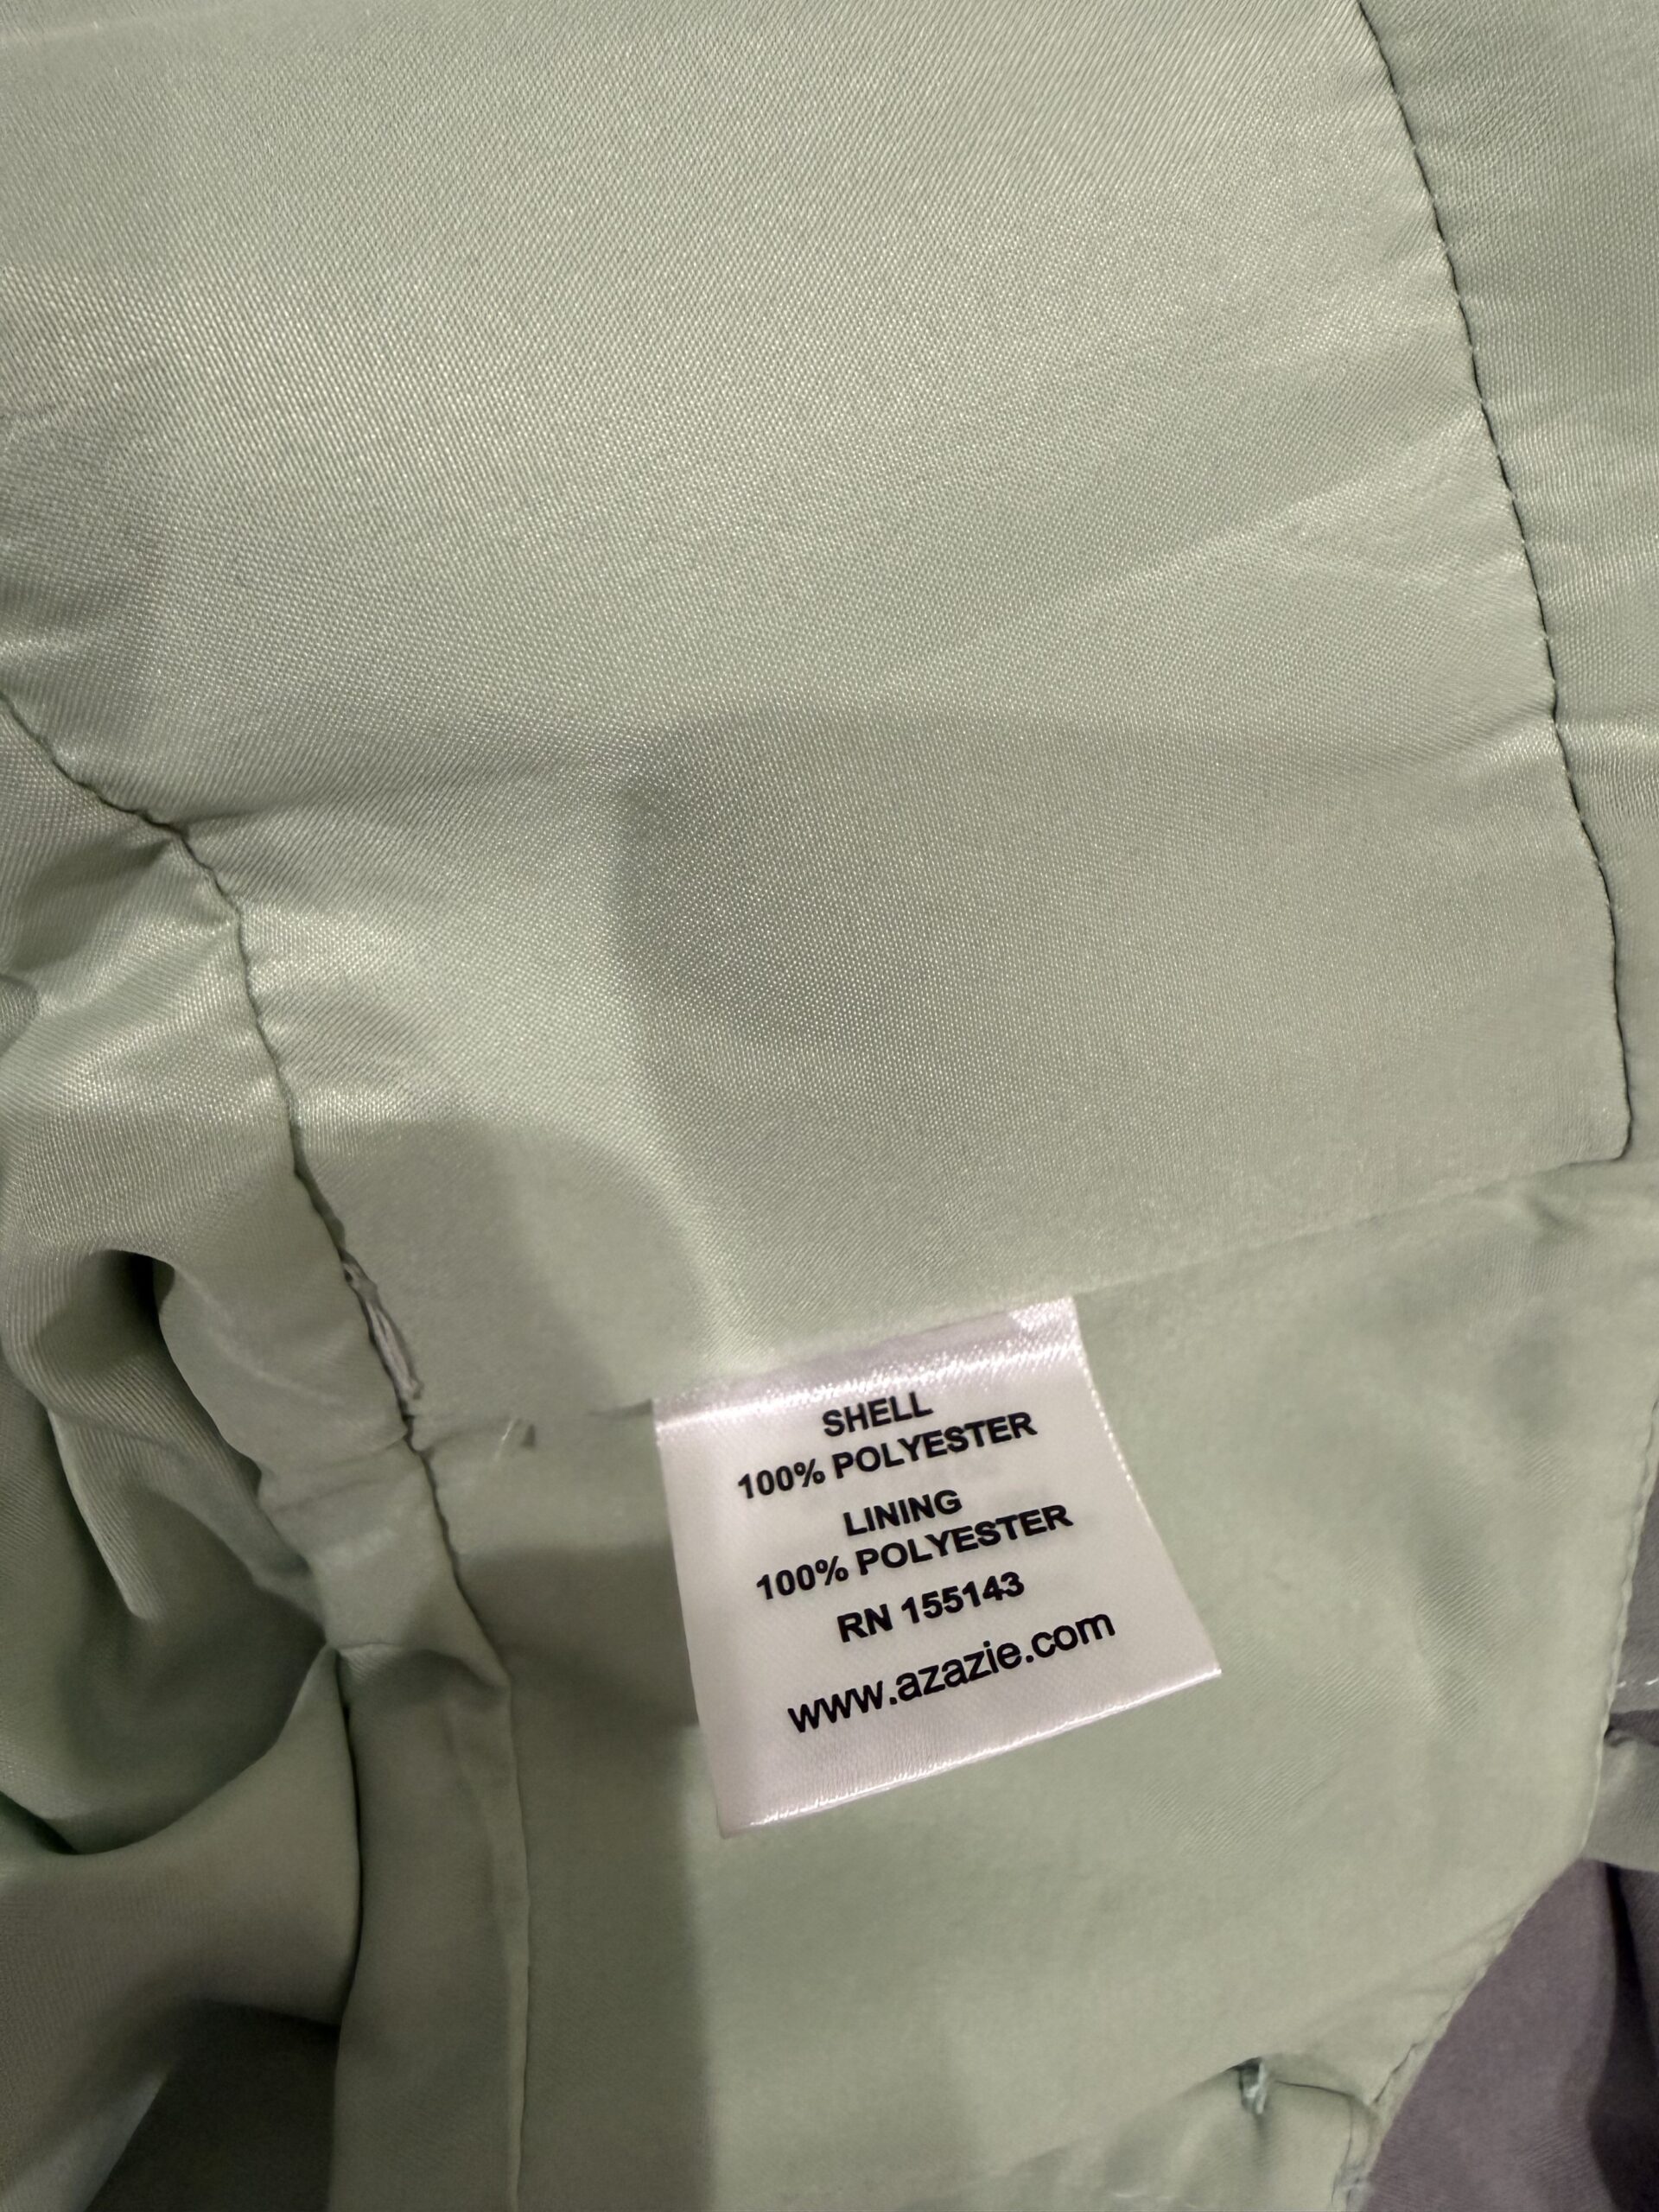 SHELL
100% POLYESTER
LINING
100% POLYESTER
RN 155143
www.azazie.com